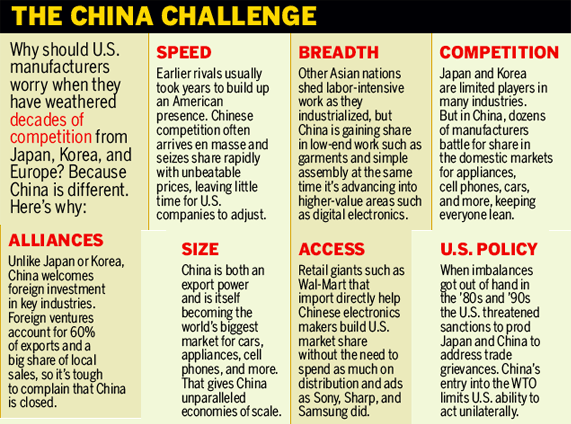 THE CHINA CHALLENGE
Why should U.S.
manufacturers
worry when they
have weathered
decades of
competition from
Japan, Korea, and
Europe? Because
China is different.
Here's why:
SPEED
Earlier rivals usually
took years to build up
an American
presence. Chinese
competition often
arrives en masse and
seizes share rapidly
with unbeatable
prices, leaving little
time for U.S.
companies to adjust.
BREADTH
Other Asian nations
shed labor-intensive
work as they
industrialized, but
China is gaining share
in low-end work such as
garments and simple
assembly at the same
time it's advancing into
higher-value areas such
as digital electronics.
COMPETITION
Japan and Korea
are limited players in
many industries.
But in China, dozens
of manufacturers
battle for share in
the domestic markets
for appliances,
cell phones, cars,
and more, keeping
everyone lean.
ALLIANCES
Unlike Japan or Korea,
China welcomes
foreign investment
in key industries.
Foreign ventures
account for 60%
of exports and a
big share of local
sales, so it's tough
to complain that China
is closed.
SIZE
China is both an
export power
and is itself
becoming the
world's biggest
market for cars,
appliances, cell
phones, and more.
That gives China
unparalleled
economies of scale.
ACCESS
Retail giants such as
Wal-Mart that
import directly help
Chinese electronics
makers build U.S.
market share
without the need to
spend as much on
distribution and ads
as Sony, Sharp, and
Samsung did.
U.S. POLICY
When imbalances
got out of hand in
the '80s and '90s
the U.S. threatened
sanctions to prod
Japan and China to
address trade
grievances. China's
entry into the WTO
limits U.S. ability to
act unilaterally.